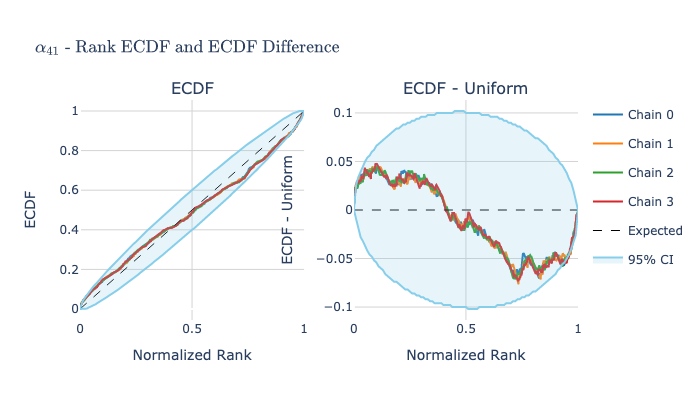 α₄₁ - Rank ECDF and ECDF Difference
ECDF
ECDF
1
0.8
0.6
0.4
0.2
0
0
0.5
1
Normalized Rank
ECDF - Uniform
ECDF - Uniform
0.1
0.05
0
−0.05
−0.1
0
0.5
1
Normalized Rank
Chain 0
Chain 1
Chain 2
Chain 3
Expected
95% CI